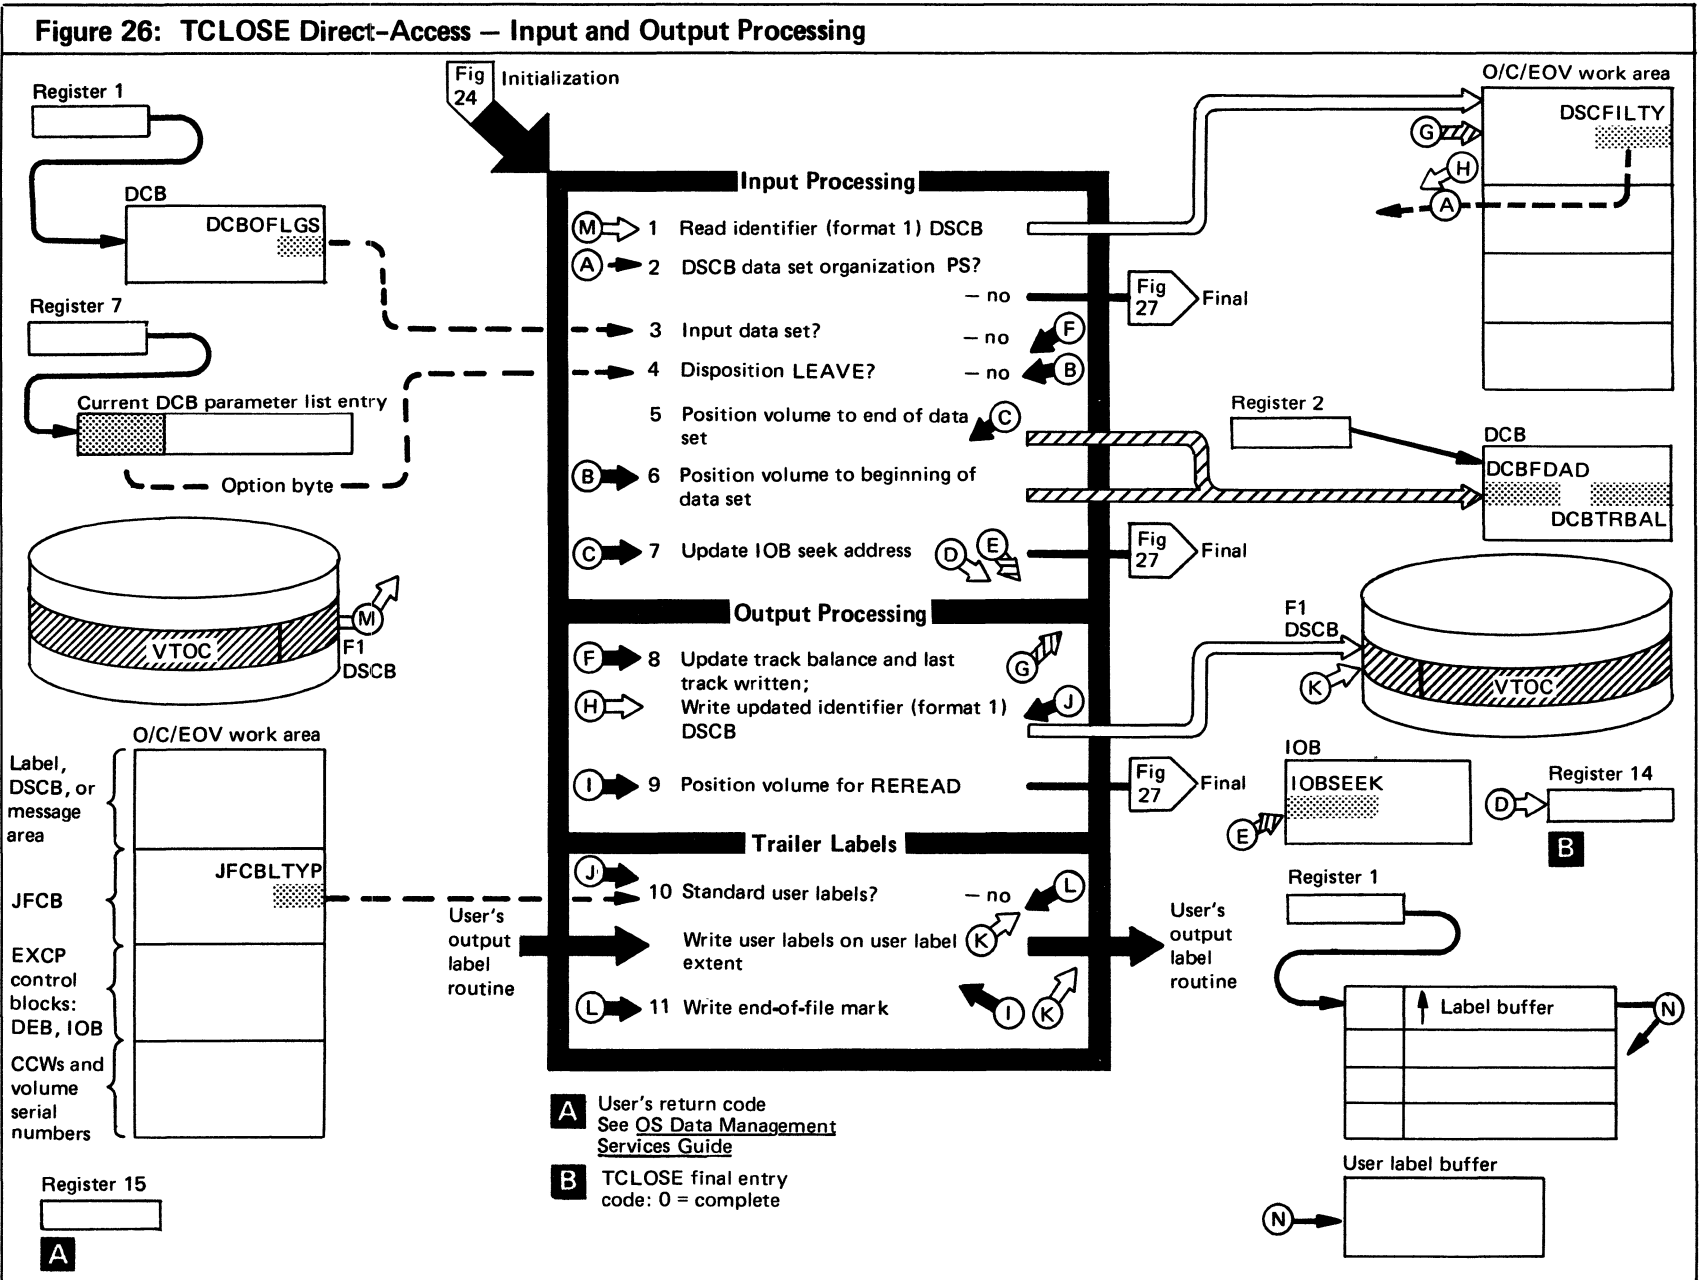 Figure 26: TCLOSE Direct-Access — Input and Output Processing
Fig 24
Initialization
Register 1
DCB
DCBOFLGS
Register 7
Current DCB parameter list entry
Option byte
VTOC
M
F1
DSCB
O/C/EOV work area
Label,
DSCB, or
message
area
JFCB
JFCBLTYP
EXCP
control
blocks:
DEB, IOB
CCWs and
volume
serial
numbers
Register 15
A
Input Processing
M 1 Read identifier (format 1) DSCB
A 2 DSCB data set organization PS?
— no
Fig 27
Final
3 Input data set? — no F
4 Disposition LEAVE? — no B
5 Position volume to end of data C
set
B 6 Position volume to beginning of
data set
C 7 Update IOB seek address D E
Fig 27
Final
Output Processing
F 8 Update track balance and last G
track written;
H Write updated identifier (format 1) J
DSCB
I 9 Position volume for REREAD
Fig 27
Final
Trailer Labels
J
10 Standard user labels? — no L
User's
output
label
routine
Write user labels on user label K
extent
User's
output
label
routine
L 11 Write end-of-file mark I K
A User's return code
See OS Data Management
Services Guide
B TCLOSE final entry
code: 0 = complete
O/C/EOV work area
DSCFILTY
G
H
A
Register 2
DCB
DCBFDAD
DCBTRBAL
F1
DSCB
K
VTOC
IOB
IOBSEEK
E
Register 14
D
B
Register 1
Label buffer
N
User label buffer
N